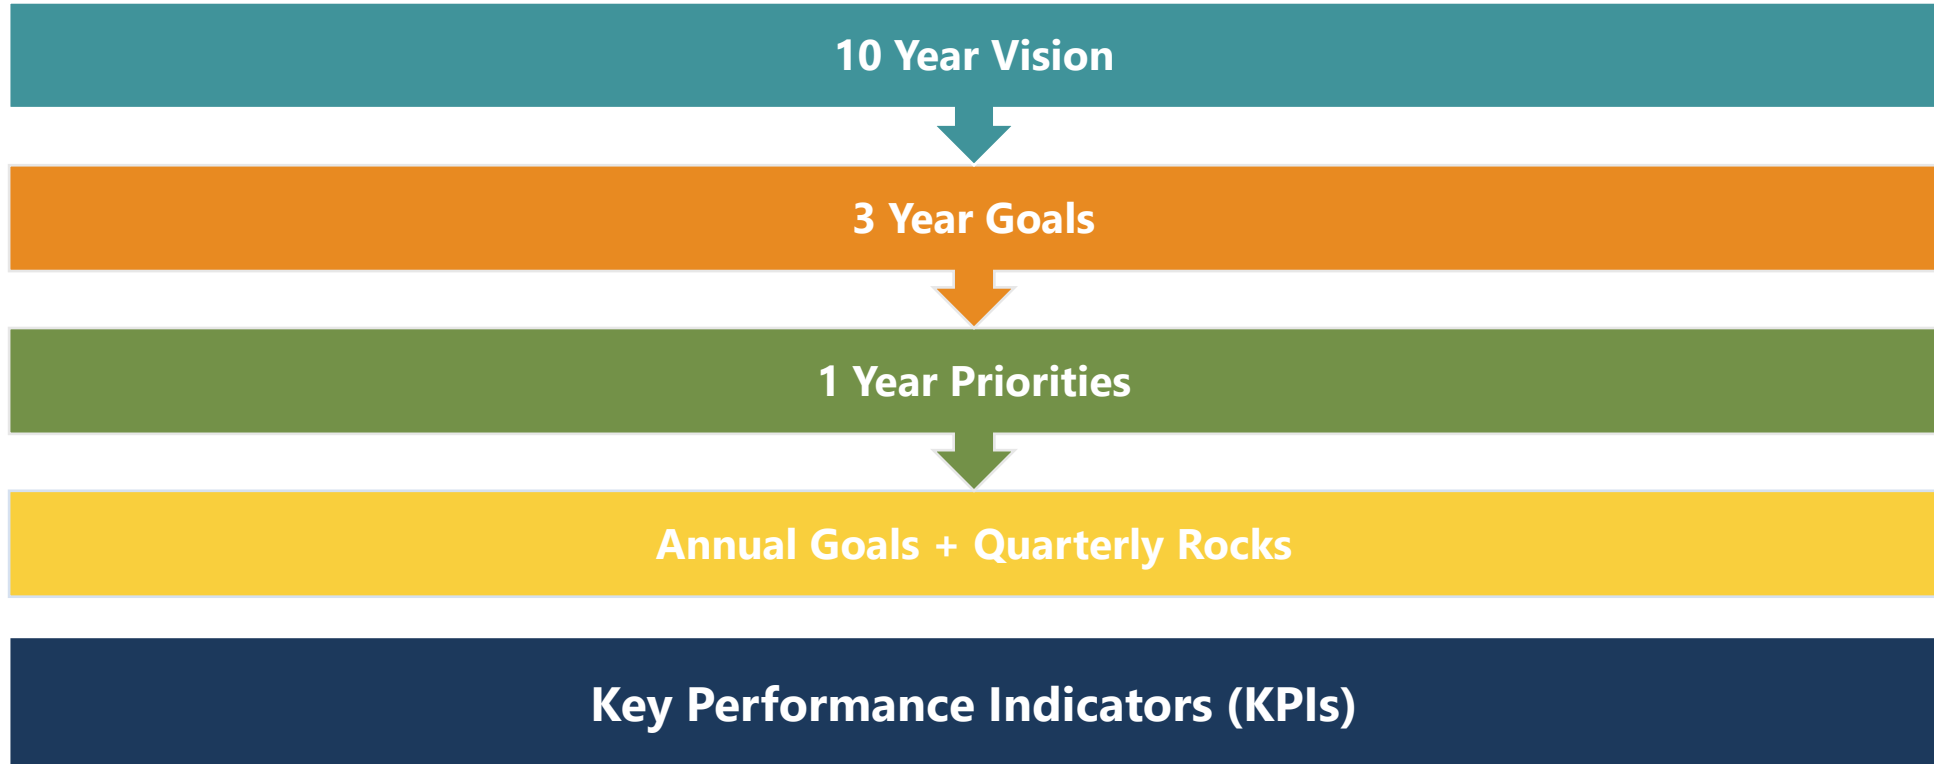 10 Year Vision
3 Year Goals
1 Year Priorities
Annual Goals + Quarterly Rocks
Key Performance Indicators (KPIs)